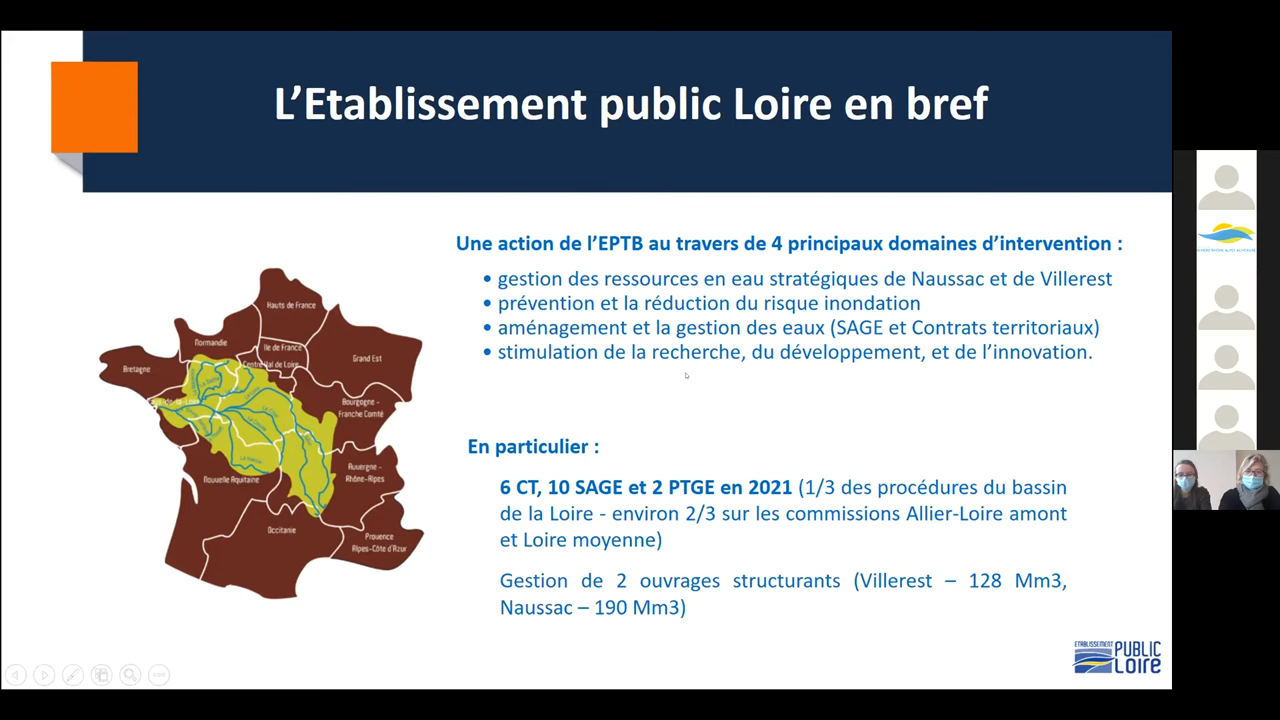 L’Etablissement public Loire en bref
Une action de l’EPTB au travers de 4 principaux domaines d’intervention :
• gestion des ressources en eau stratégiques de Naussac et de Villerest
• prévention et la réduction du risque inondation
• aménagement et la gestion des eaux (SAGE et Contrats territoriaux)
• stimulation de la recherche, du développement, et de l’innovation.
Hauts de France
Normandie
Ile de France
Grand Est
Centre-Val de Loire
Bretagne
Pays-de-la-Loire
Bourgogne -
Franche Comté
Auvergne -
Rhône-Alpes
Nouvelle Aquitaine
Occitanie
Provence
Alpes-Côte d'Azur
En particulier :
6 CT, 10 SAGE et 2 PTGE en 2021 (1/3 des procédures du bassin
de la Loire - environ 2/3 sur les commissions Allier-Loire amont
et Loire moyenne)
Gestion de 2 ouvrages structurants (Villerest – 128 Mm3,
Naussac – 190 Mm3)
ETABLISSEMENT
PUBLIC
LOIRE